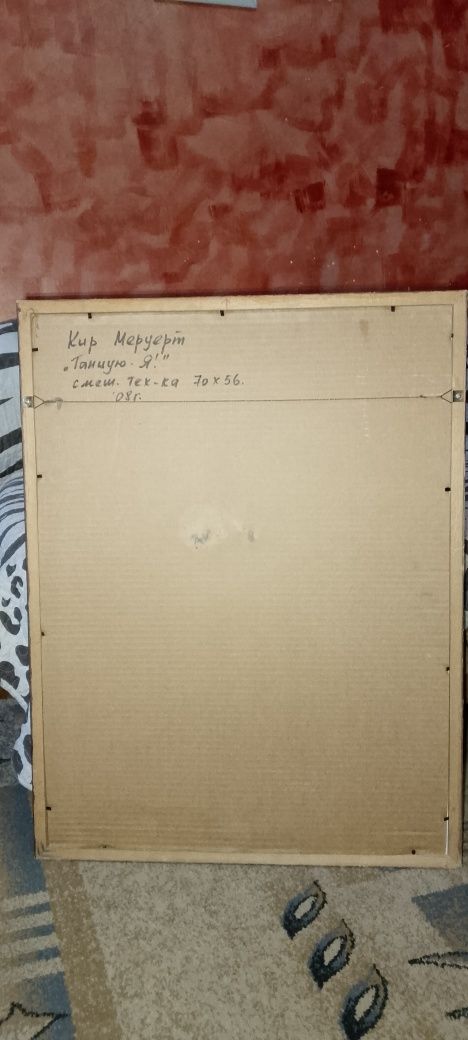 Кир Меруерт
„Танцую- Я!"
смеш. тех-ка 70 x 56.
08г.